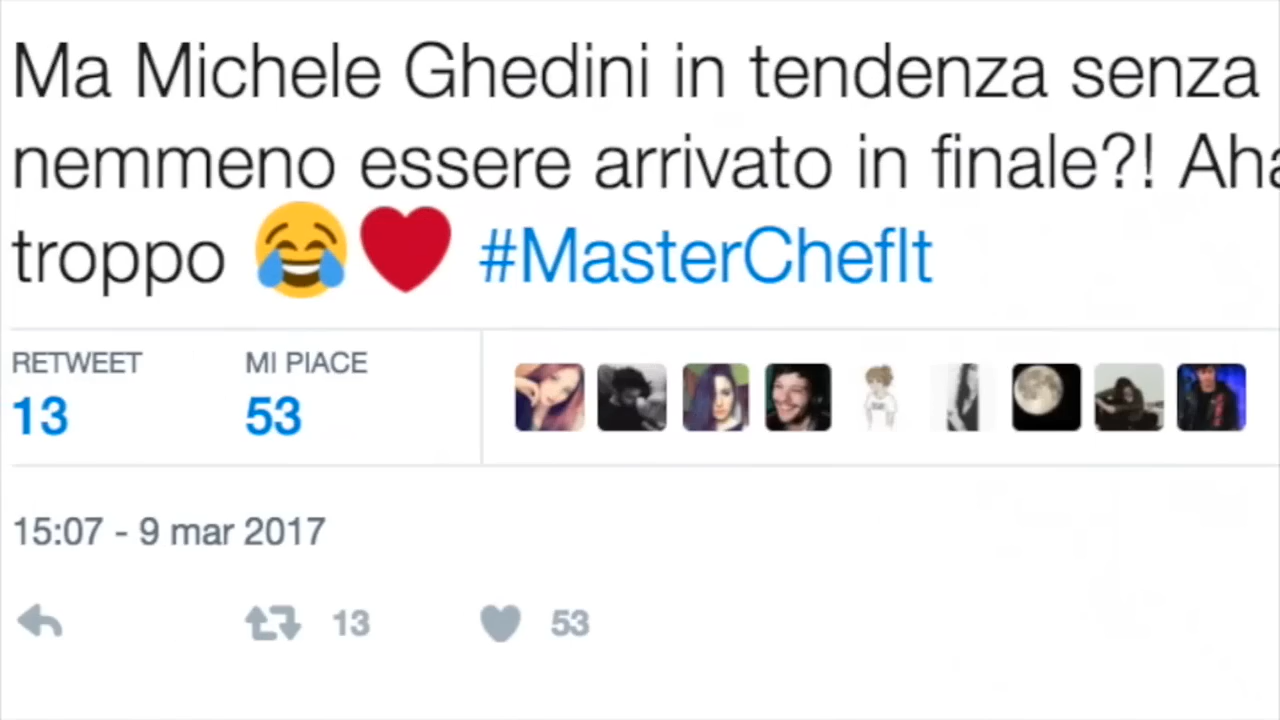 Ma Michele Ghedini in tendenza senza
nemmeno essere arrivato in finale?! Aha
troppo 😂❤ #MasterChefIt
RETWEET MI PIACE
13 53
15:07 - 9 mar 2017
13 53